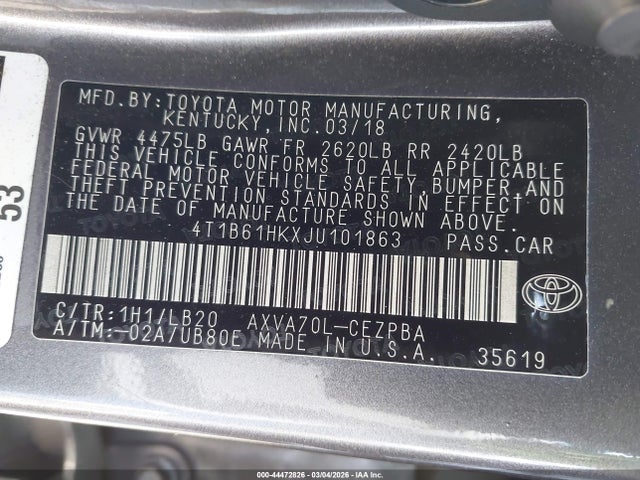 MFD.BY:TOYOTA MOTOR MANUFACTURING,
KENTUCKY, INC.03/18
GVWR 4475LB GAWR FR 2620LB RR 2420LB
THIS VEHICLE CONFORMS TO ALL APPLICABLE
FEDERAL MOTOR VEHICLE SAFETY, BUMPER, AND
THEFT PREVENTION STANDARDS IN EFFECT ON
THE DATE OF MANUFACTURE SHOWN ABOVE.
4T1B61HKXJU101863 PASS.CAR
C/TR:1H1/LB20 AXVA70L-CEZPBA
A/TM:-02A/UB80E MADE IN U.S.A. 35619
53
000-44472826 - 03/04/2026 - IAA Inc.